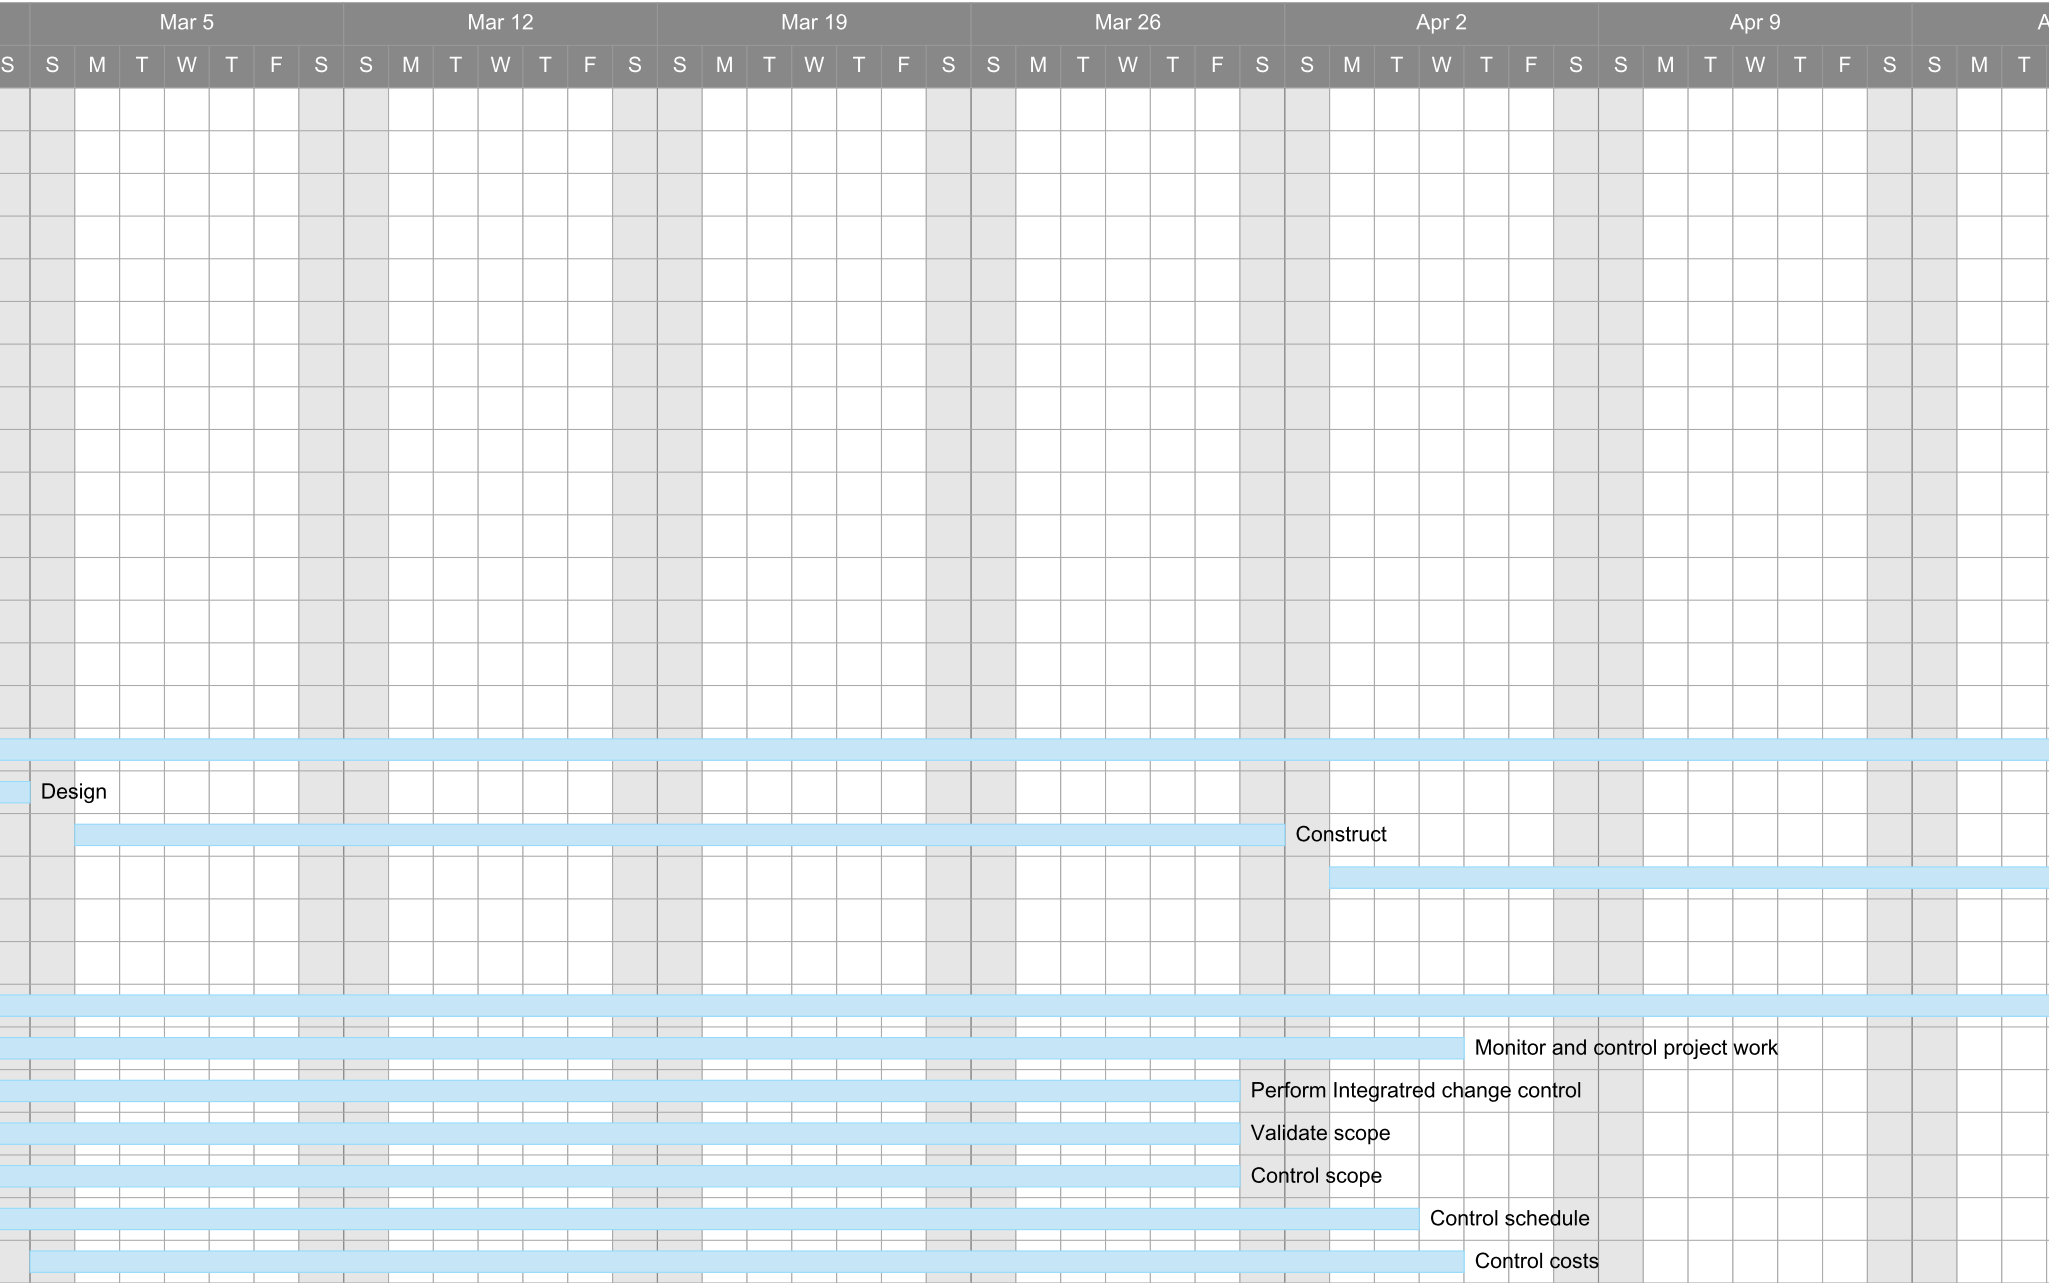 Mar 5 Mar 12 Mar 19 Mar 26 Apr 2 Apr 9
S S M T W T F S S M T W T F S S M T W T F S S M T W T F S S M T W T F S S M T W T F S S M T
Design
Construct
Monitor and control project work
Perform Integratred change control
Validate scope
Control scope
Control schedule
Control costs